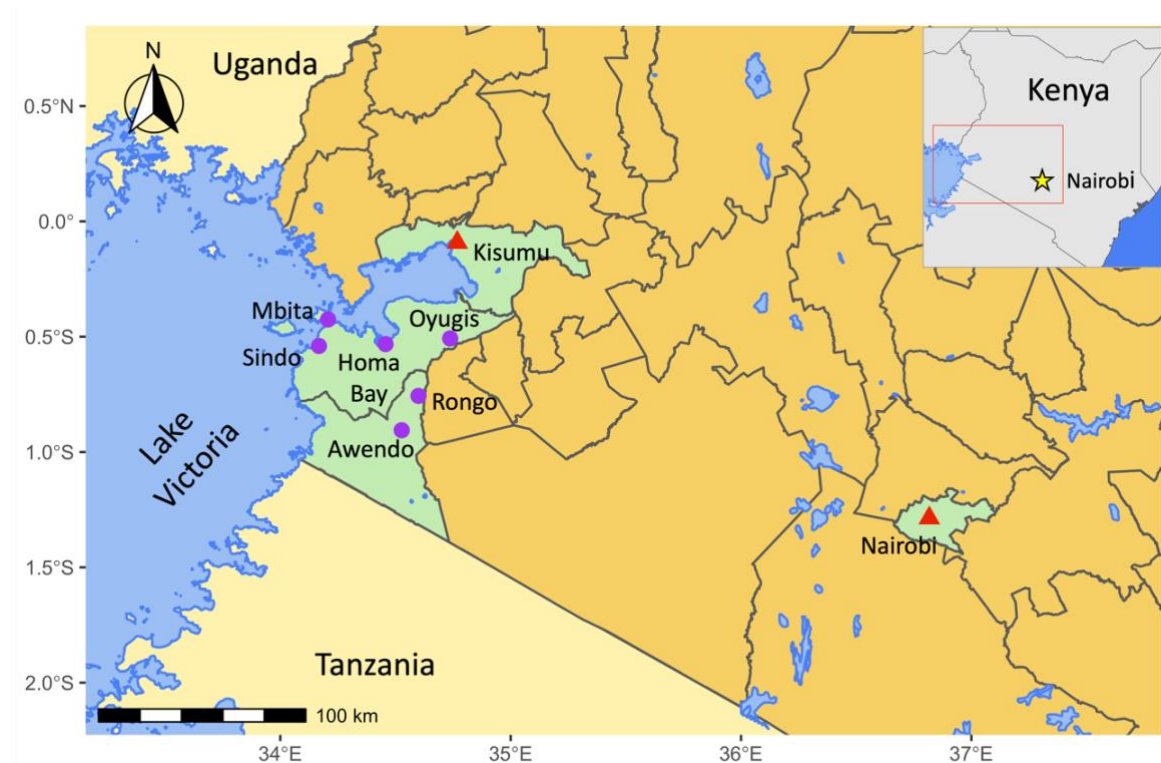 N
Uganda
Kenya
Nairobi
0.5°N
0.0°
0.5°S
1.0°S
1.5°S
2.0°S
Kisumu
Mbita
Oyugis
Sindo
Homa
Bay
Rongo
Awendo
Lake
Victoria
Nairobi
Tanzania
100 km
34°E
35°E
36°E
37°E